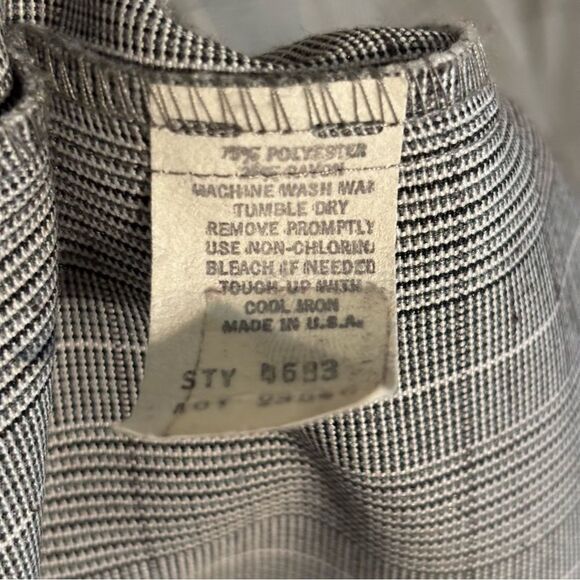 POLYESTER
RAYON
MACHINE WASH WAR
TUMBLE DRY
REMOVE PROMPTLY
USE NON-CHLORIN
BLEACH IF NEEDED
TOUCH-UP WITH
COOL IRON
MADE IN U.S.A.
STY